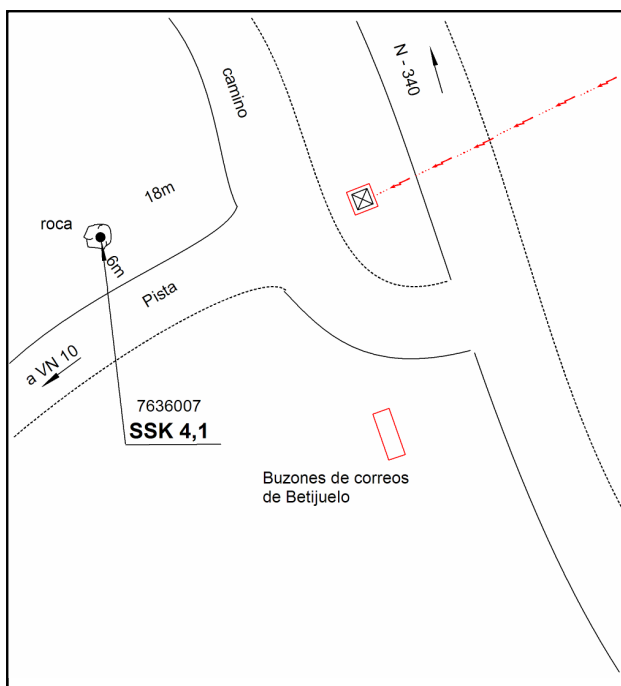 camino
N - 340
18m
roca
6m
Pista
a VN 10
7636007
SSK 4,1
Buzones de correos
de Betijuelo